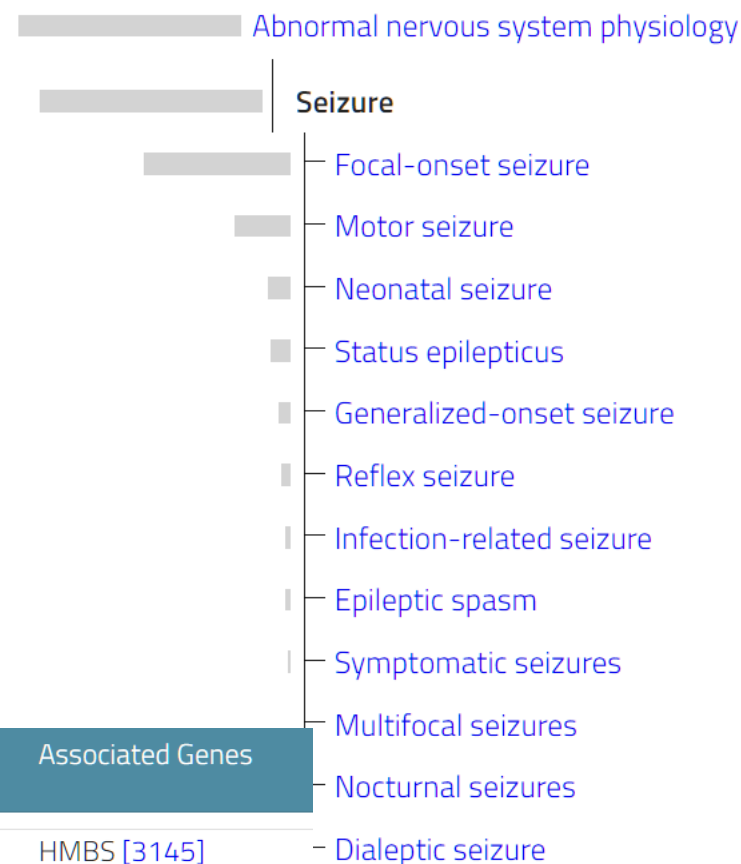 Abnormal nervous system physiology
Seizure
Focal-onset seizure
Motor seizure
Neonatal seizure
Status epilepticus
Generalized-onset seizure
Reflex seizure
Infection-related seizure
Epileptic spasm
Symptomatic seizures
Multifocal seizures
Associated Genes
Nocturnal seizures
HMBS [3145]
Dialeptic seizure